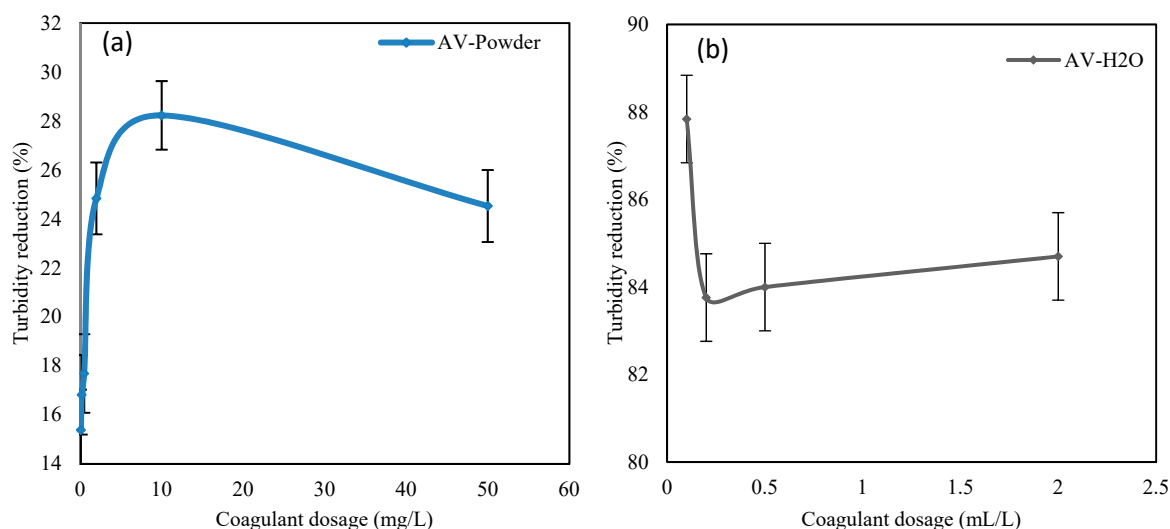 (a)
AV-Powder
32
30
28
26
24
22
20
18
16
14
Turbidity reduction (%)
0 10 20 30 40 50 60
Coagulant dosage (mg/L)
(b)
AV-H2O
90
88
86
84
82
80
Turbidity reduction (%)
0 0.5 1 1.5 2 2.5
Coagulant dosage (mL/L)